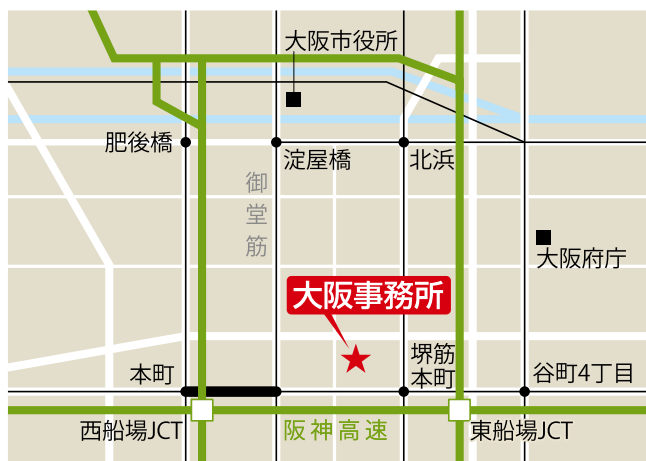 大阪市役所
肥後橋
淀屋橋
北浜
御堂筋
大阪府庁
大阪事務所
本町
堺筋
本町
谷町4丁目
西船場JCT
阪神高速
東船場JCT